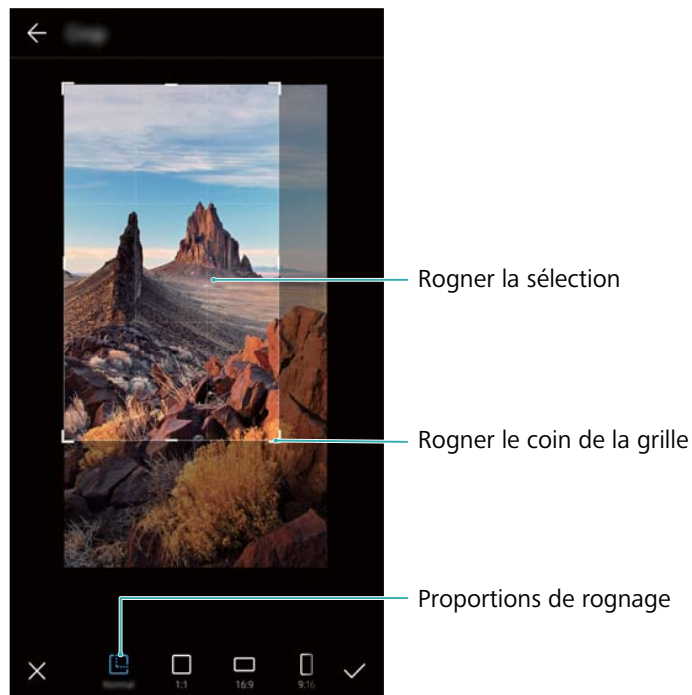 Rogner la sélection
Rogner le coin de la grille
Proportions de rognage
1:1
16:9
9:16